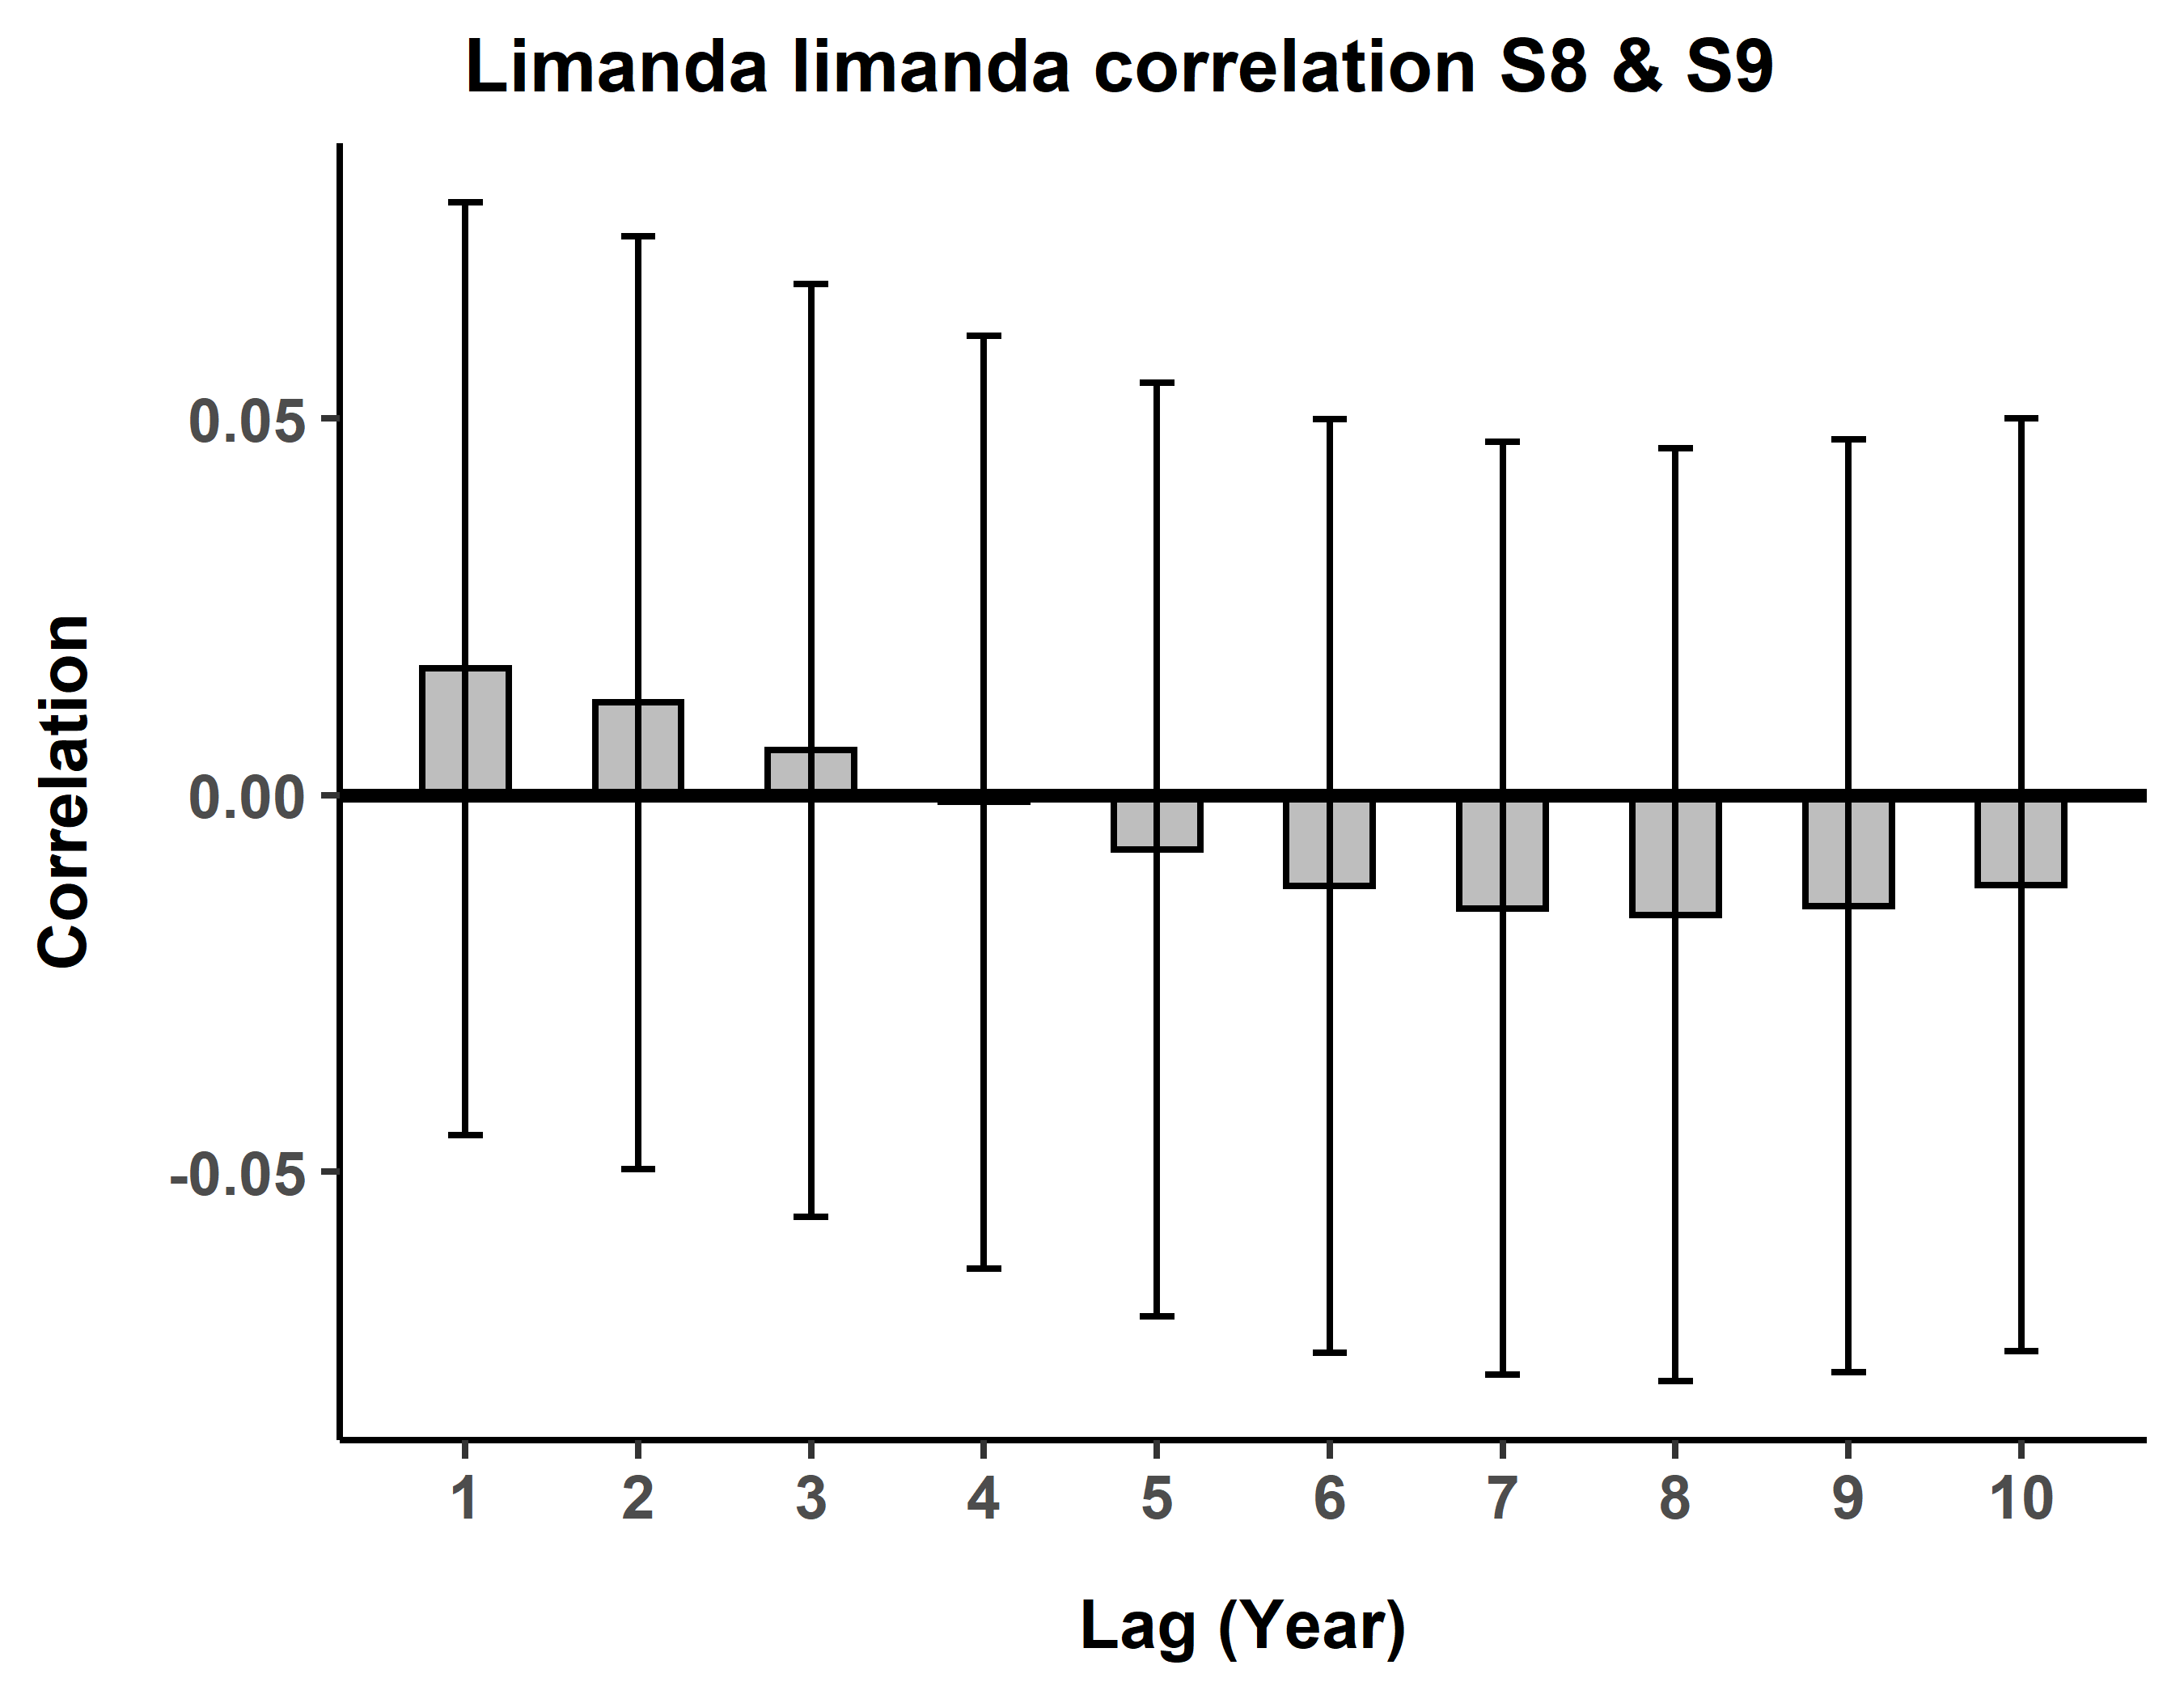 Limanda limanda correlation S8 & S9
Correlation
0.05
0.00
-0.05
1 2 3 4 5 6 7 8 9 10
Lag (Year)